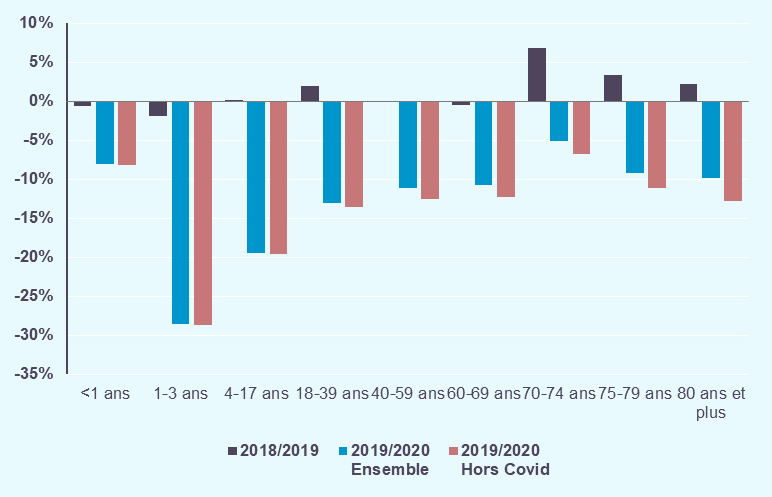 10%
5%
0%
-5%
-10%
-15%
-20%
-25%
-30%
-35%
<1 ans 1-3 ans 4-17 ans 18-39 ans 40-59 ans 60-69 ans 70-74 ans 75-79 ans 80 ans et
plus
2018/2019 2019/2020 2019/2020
Ensemble Hors Covid